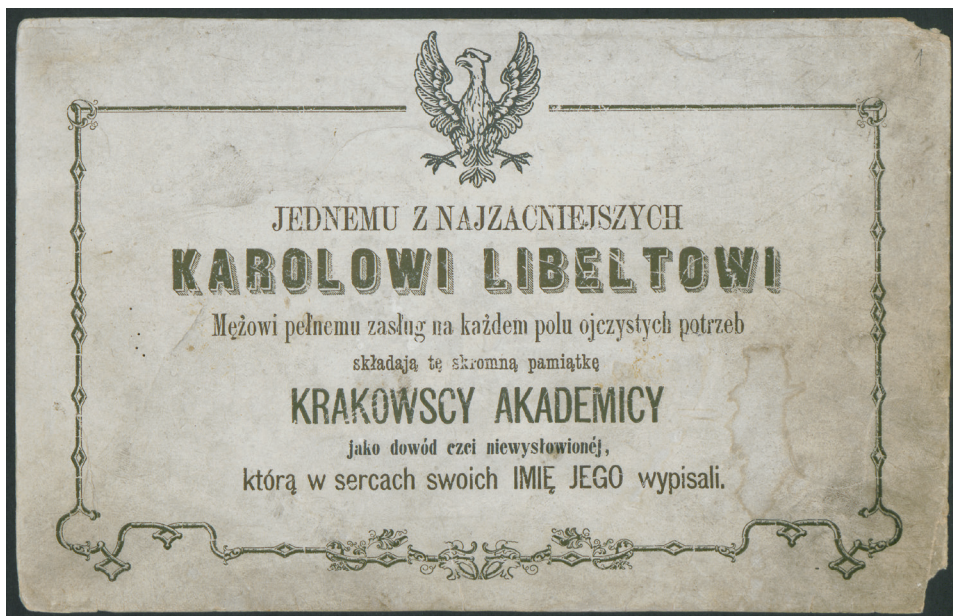 JEDNEMU Z NAJZACNIEJSZYCH
KAROLOWI LIBELTOWI
Mężowi pełnemu zasług na każdem polu ojczystych potrzeb
składają tę skromną pamiątkę
KRAKOWSCY AKADEMICY
jako dowód czci niewysłowionéj,
którą w sercach swoich IMIĘ JEGO wypisali.